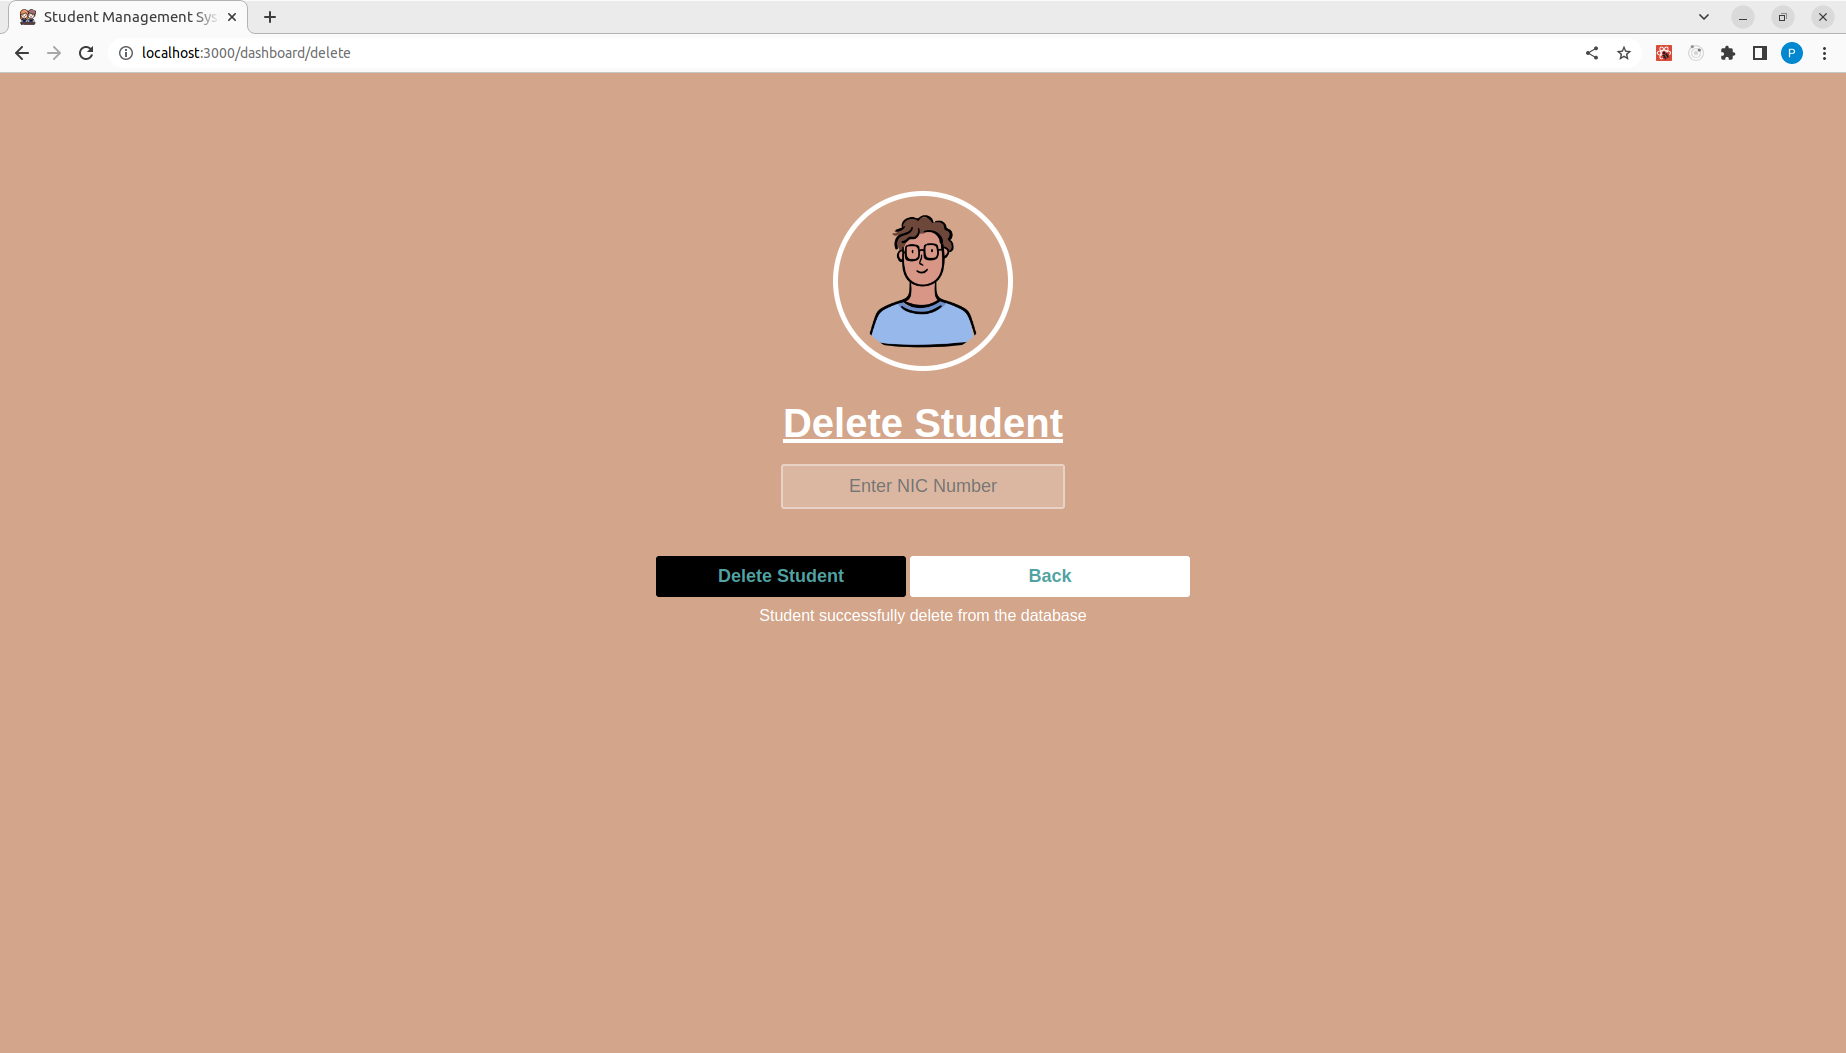 Student Management Sys
localhost:3000/dashboard/delete
P
Delete Student
Enter NIC Number
Delete Student
Back
Student successfully delete from the database